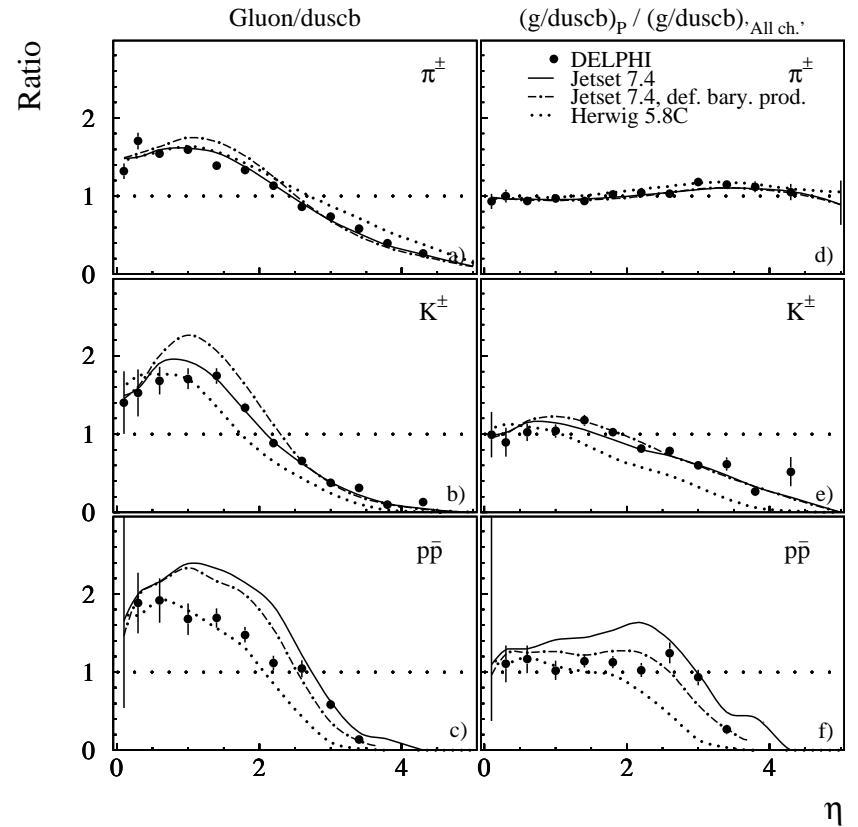 Gluon/duscb (g/duscb)P / (g/duscb)'All ch.'
Ratio
π± π±
DELPHI
Jetset 7.4
Jetset 7.4, def. bary. prod.
Herwig 5.8C
2
1
0
a) d)
K± K±
2
1
0
b) e)
pp̄ pp̄
2
1
0
c) f)
0 2 4 0 2 4
η